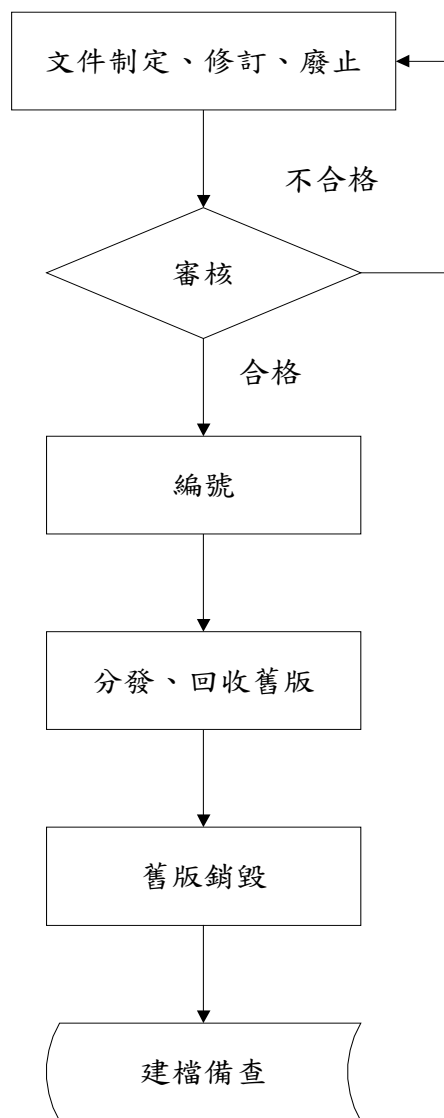 文件制定、修訂、廢止
不合格
審核
合格
編號
分發、回收舊版
舊版銷毀
建檔備查